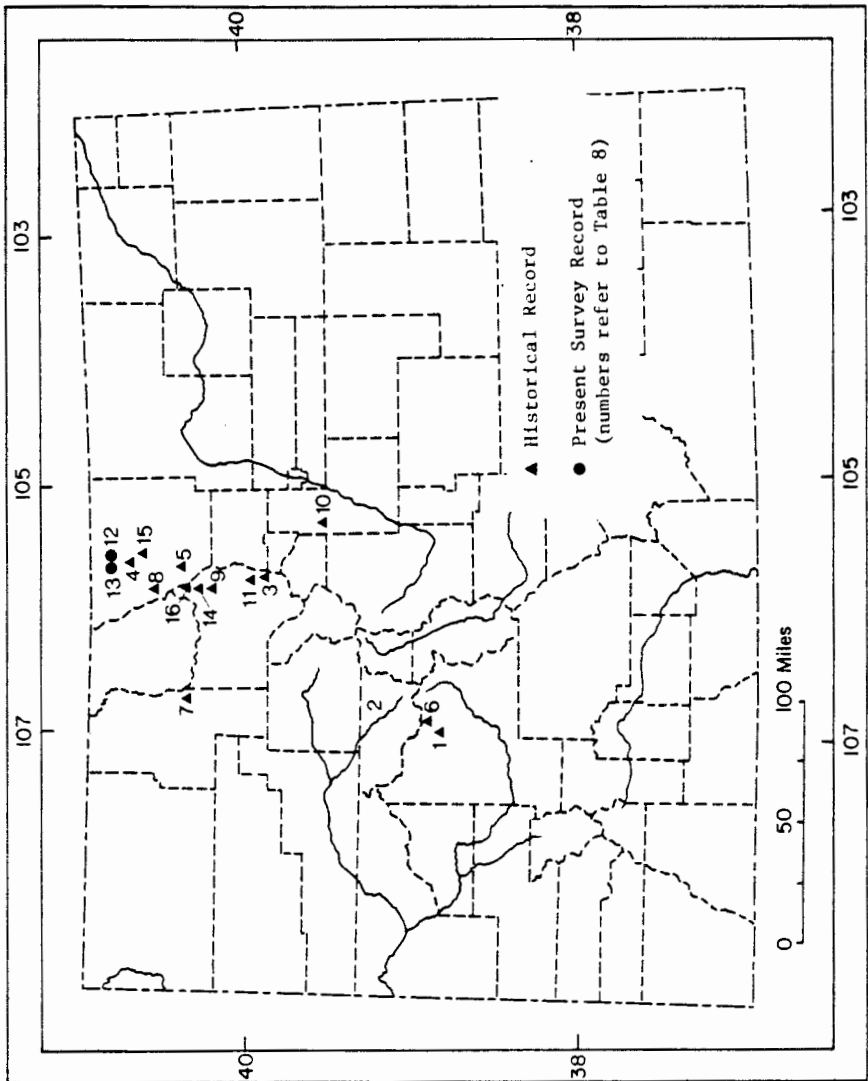 107 105 103
40 40
13 12
4 15
8
5
16
7
14 9
11
3
10
2
6
1
Historical Record
Present Survey Record
(numbers refer to Table 8)
38 38
0 50 100 Miles
107 105 103